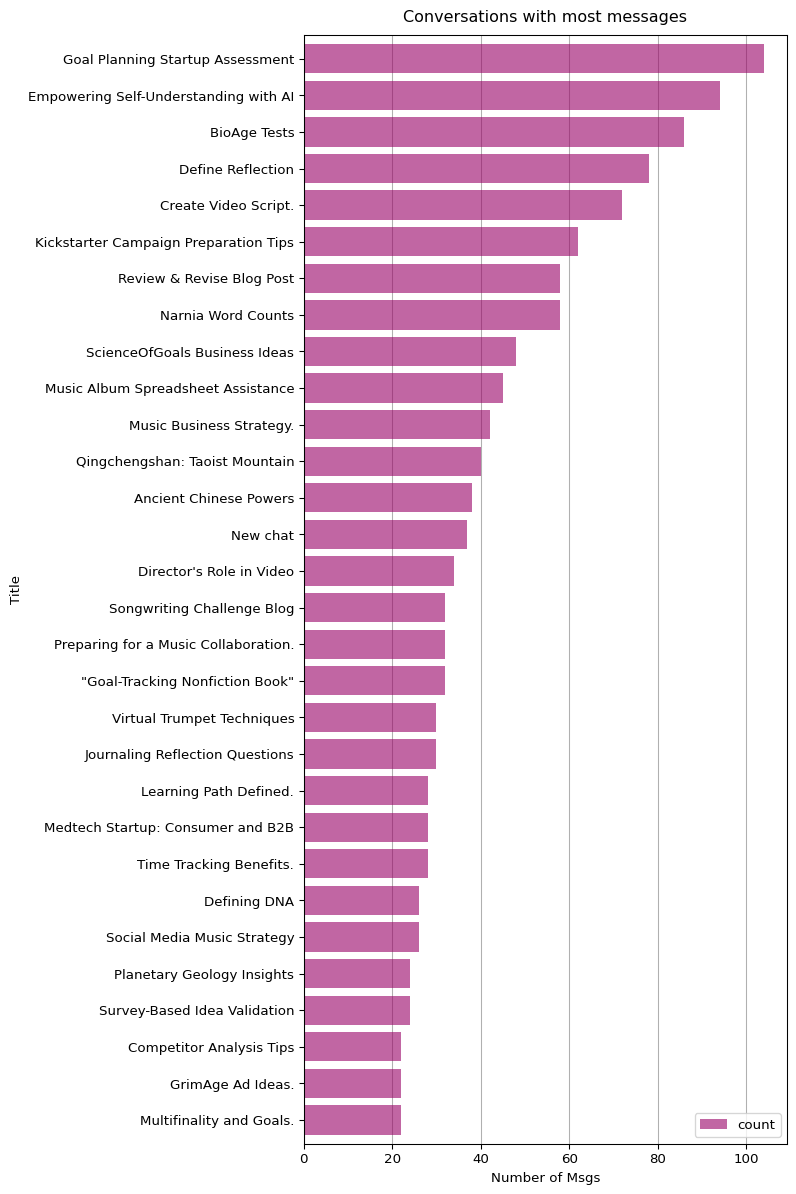 Conversations with most messages
Goal Planning Startup Assessment
Empowering Self-Understanding with AI
BioAge Tests
Define Reflection
Create Video Script.
Kickstarter Campaign Preparation Tips
Review & Revise Blog Post
Narnia Word Counts
ScienceOfGoals Business Ideas
Music Album Spreadsheet Assistance
Music Business Strategy.
Qingchengshan: Taoist Mountain
Ancient Chinese Powers
New chat
Director's Role in Video
Songwriting Challenge Blog
Preparing for a Music Collaboration.
"Goal-Tracking Nonfiction Book"
Virtual Trumpet Techniques
Journaling Reflection Questions
Learning Path Defined.
Medtech Startup: Consumer and B2B
Time Tracking Benefits.
Defining DNA
Social Media Music Strategy
Planetary Geology Insights
Survey-Based Idea Validation
Competitor Analysis Tips
GrimAge Ad Ideas.
Multifinality and Goals.
Title
count
0 20 40 60 80 100
Number of Msgs